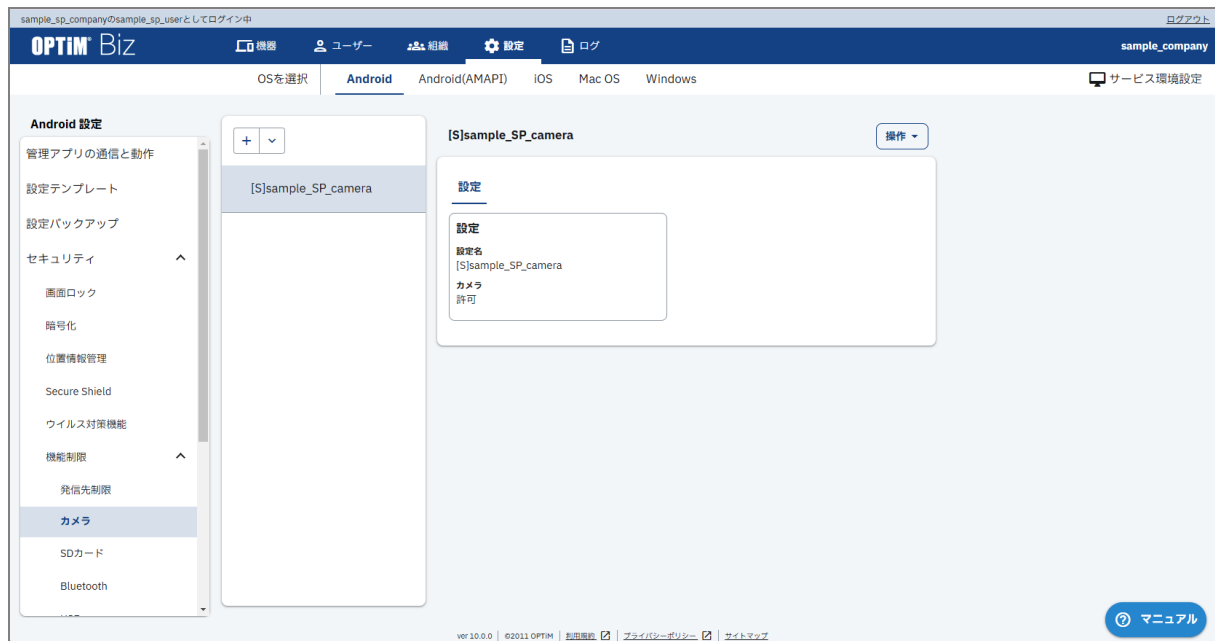 sample_sp_companyのsample_sp_userとしてログイン中
ログアウト
OPTiM Biz
機器
ユーザー
組織
設定
ログ
sample_company
OSを選択
Android
Android(AMAPI)
iOS
Mac OS
Windows
サービス環境設定
Android 設定
管理アプリの通信と動作
設定テンプレート
設定バックアップ
セキュリティ
画面ロック
暗号化
位置情報管理
Secure Shield
ウイルス対策機能
機能制限
発信先制限
カメラ
SDカード
Bluetooth
[S]sample_SP_camera
[S]sample_SP_camera
操作
設定
設定
設定名
[S]sample_SP_camera
カメラ
許可
マニュアル
ver 10.0.0 | ©2011 OPTiM | 利用規約 | プライバシーポリシー | サイトマップ